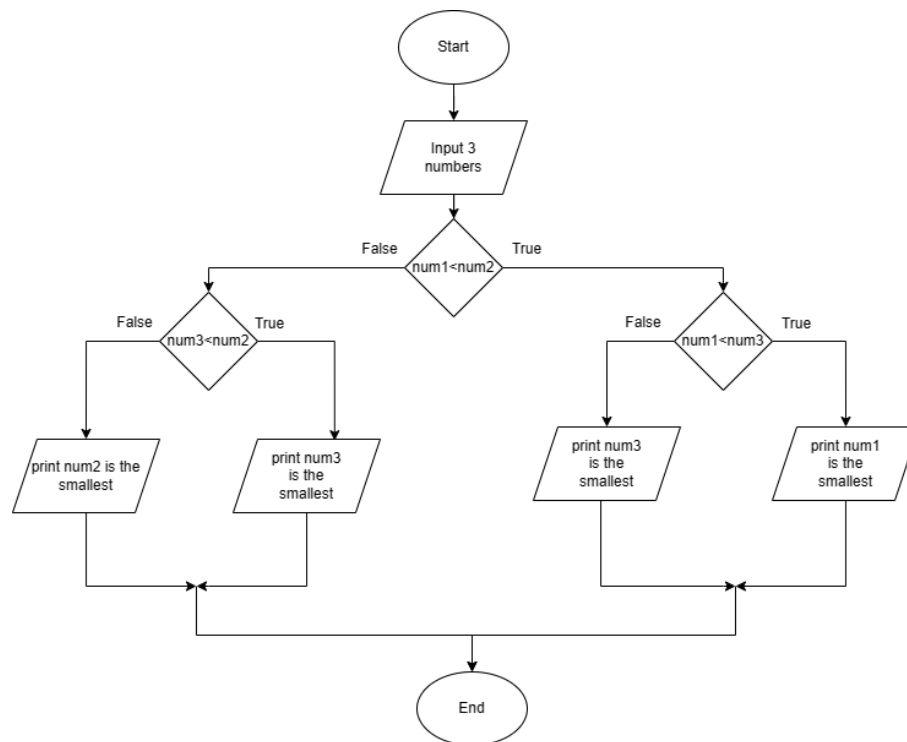 Start
Input 3
numbers
False
True
num1<num2
False
True
False
True
num3<num2
num1<num3
print num2 is the
smallest
print num3
is the
smallest
print num3
is the
smallest
print num1
is the
smallest
End